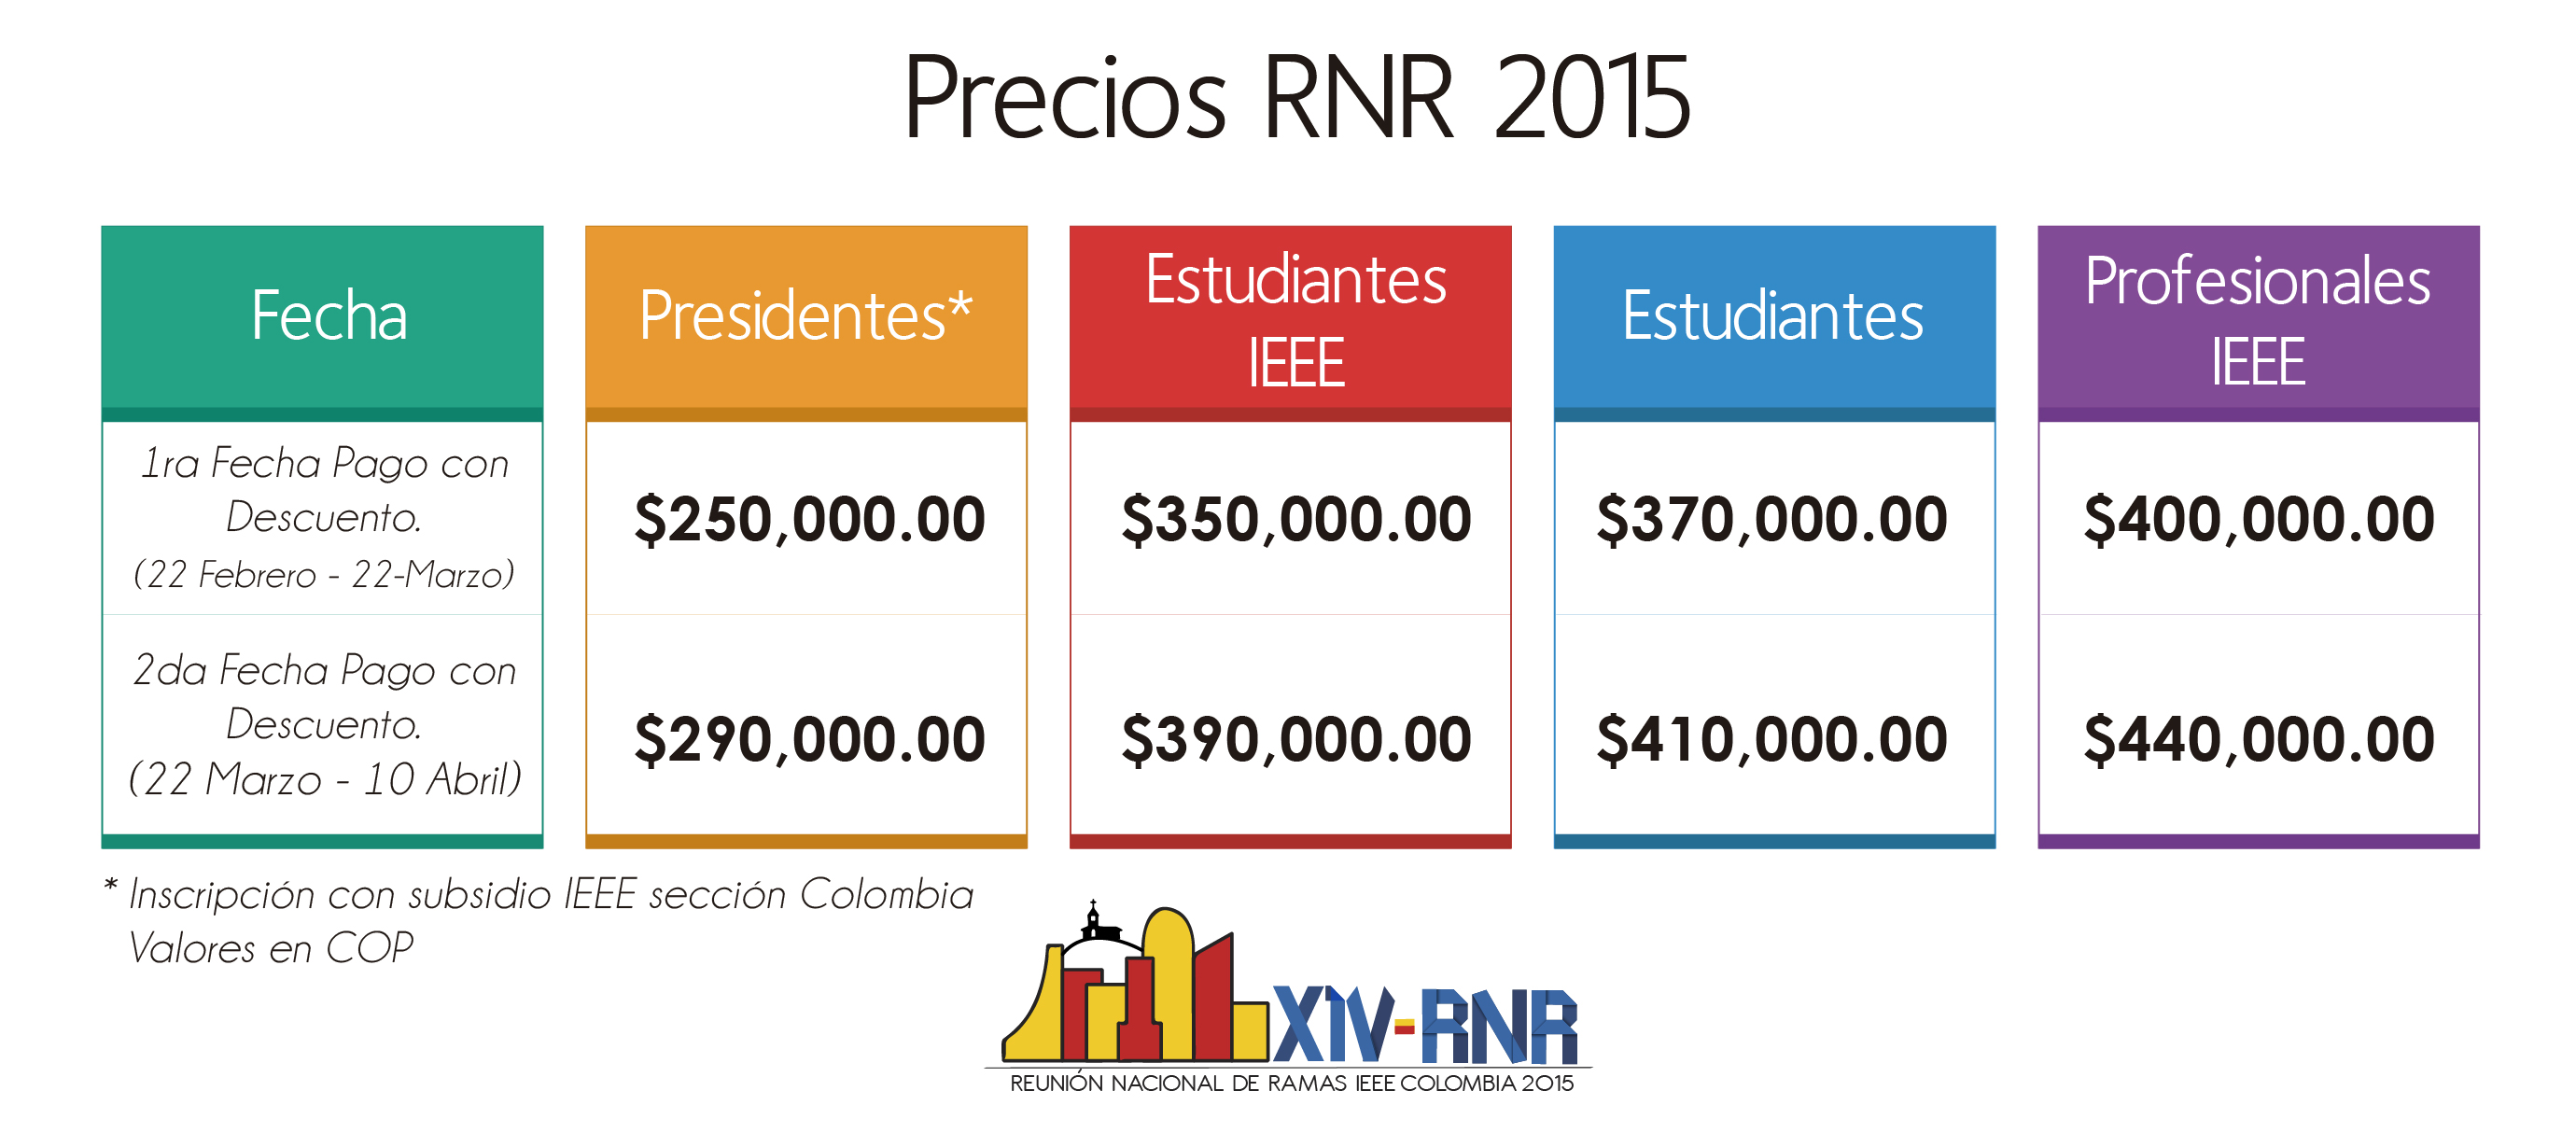 Precios RNR 2015
Fecha
Presidentes*
Estudiantes
IEEE
Estudiantes
Profesionales
IEEE
1ra Fecha Pago con
Descuento.
(22 Febrero - 22-Marzo)
$250,000.00
$350,000.00
$370,000.00
$400,000.00
2da Fecha Pago con
Descuento.
(22 Marzo - 10 Abril)
$290,000.00
$390,000.00
$410,000.00
$440,000.00
* Inscripción con subsidio IEEE sección Colombia
Valores en COP
XIV-RNR
REUNIÓN NACIONAL DE RAMAS IEEE COLOMBIA 2015